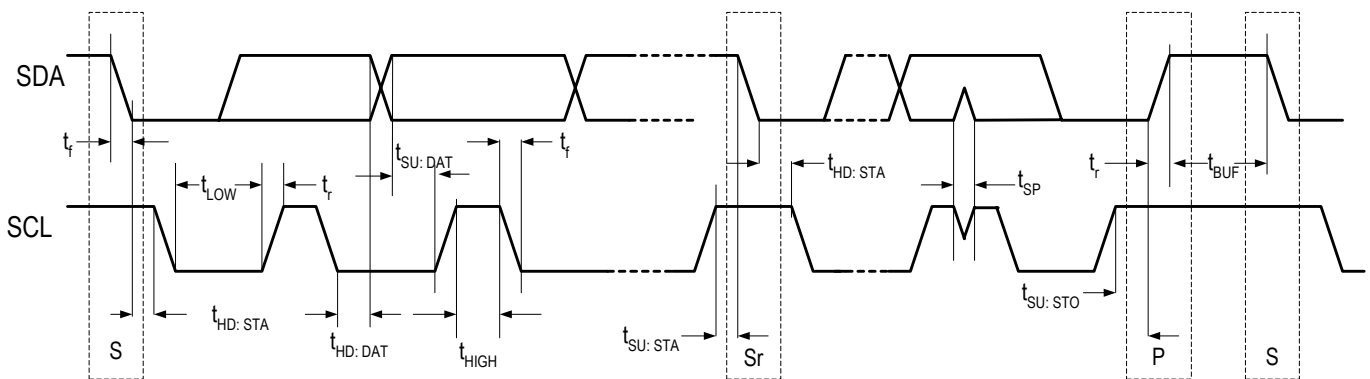 SDA
t_f
t_SU: DAT
t_f
t_HD: STA
t_r
t_BUF
t_LOW
t_r
t_SP
SCL
t_HD: STA
t_HD: DAT
t_HIGH
t_SU: STA
t_SU: STO
S
Sr
P
S